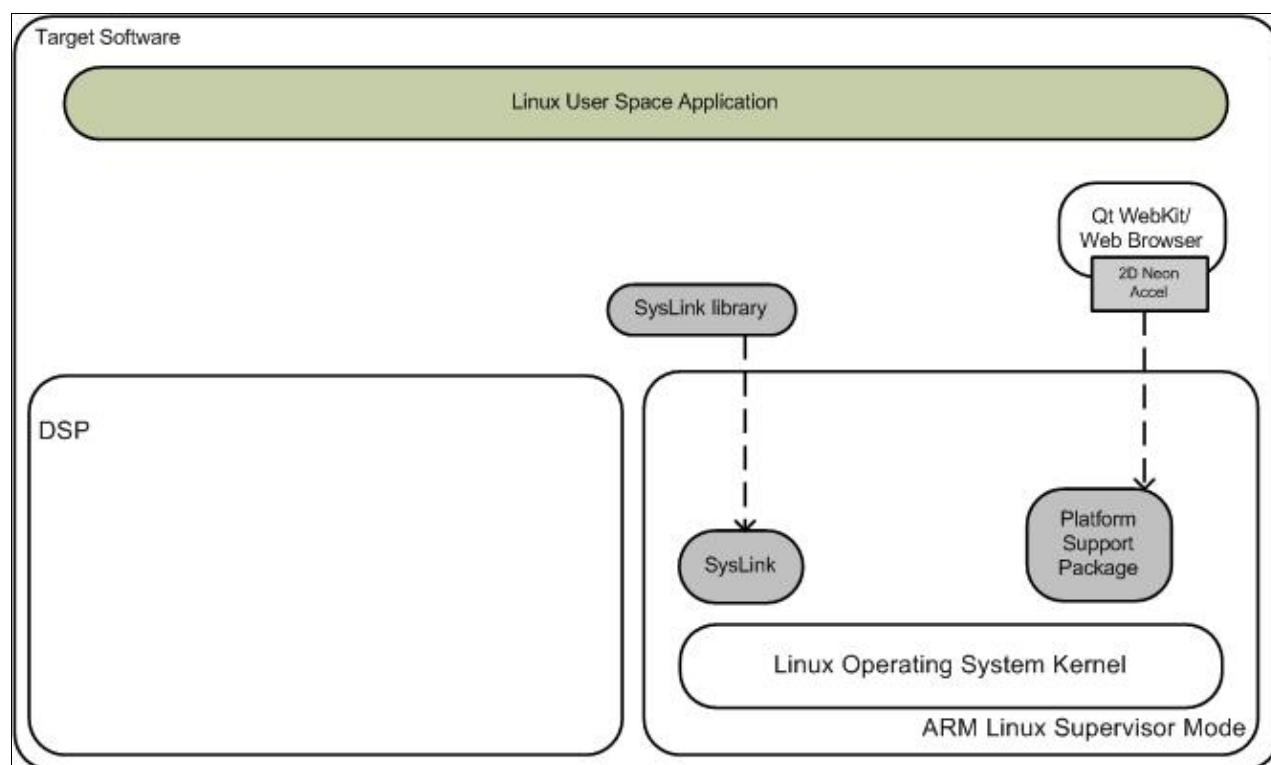 Target Software
Linux User Space Application
Qt WebKit/
Web Browser
2D Neon
Accel
SysLink library
DSP
SysLink
Platform
Support
Package
Linux Operating System Kernel
ARM Linux Supervisor Mode